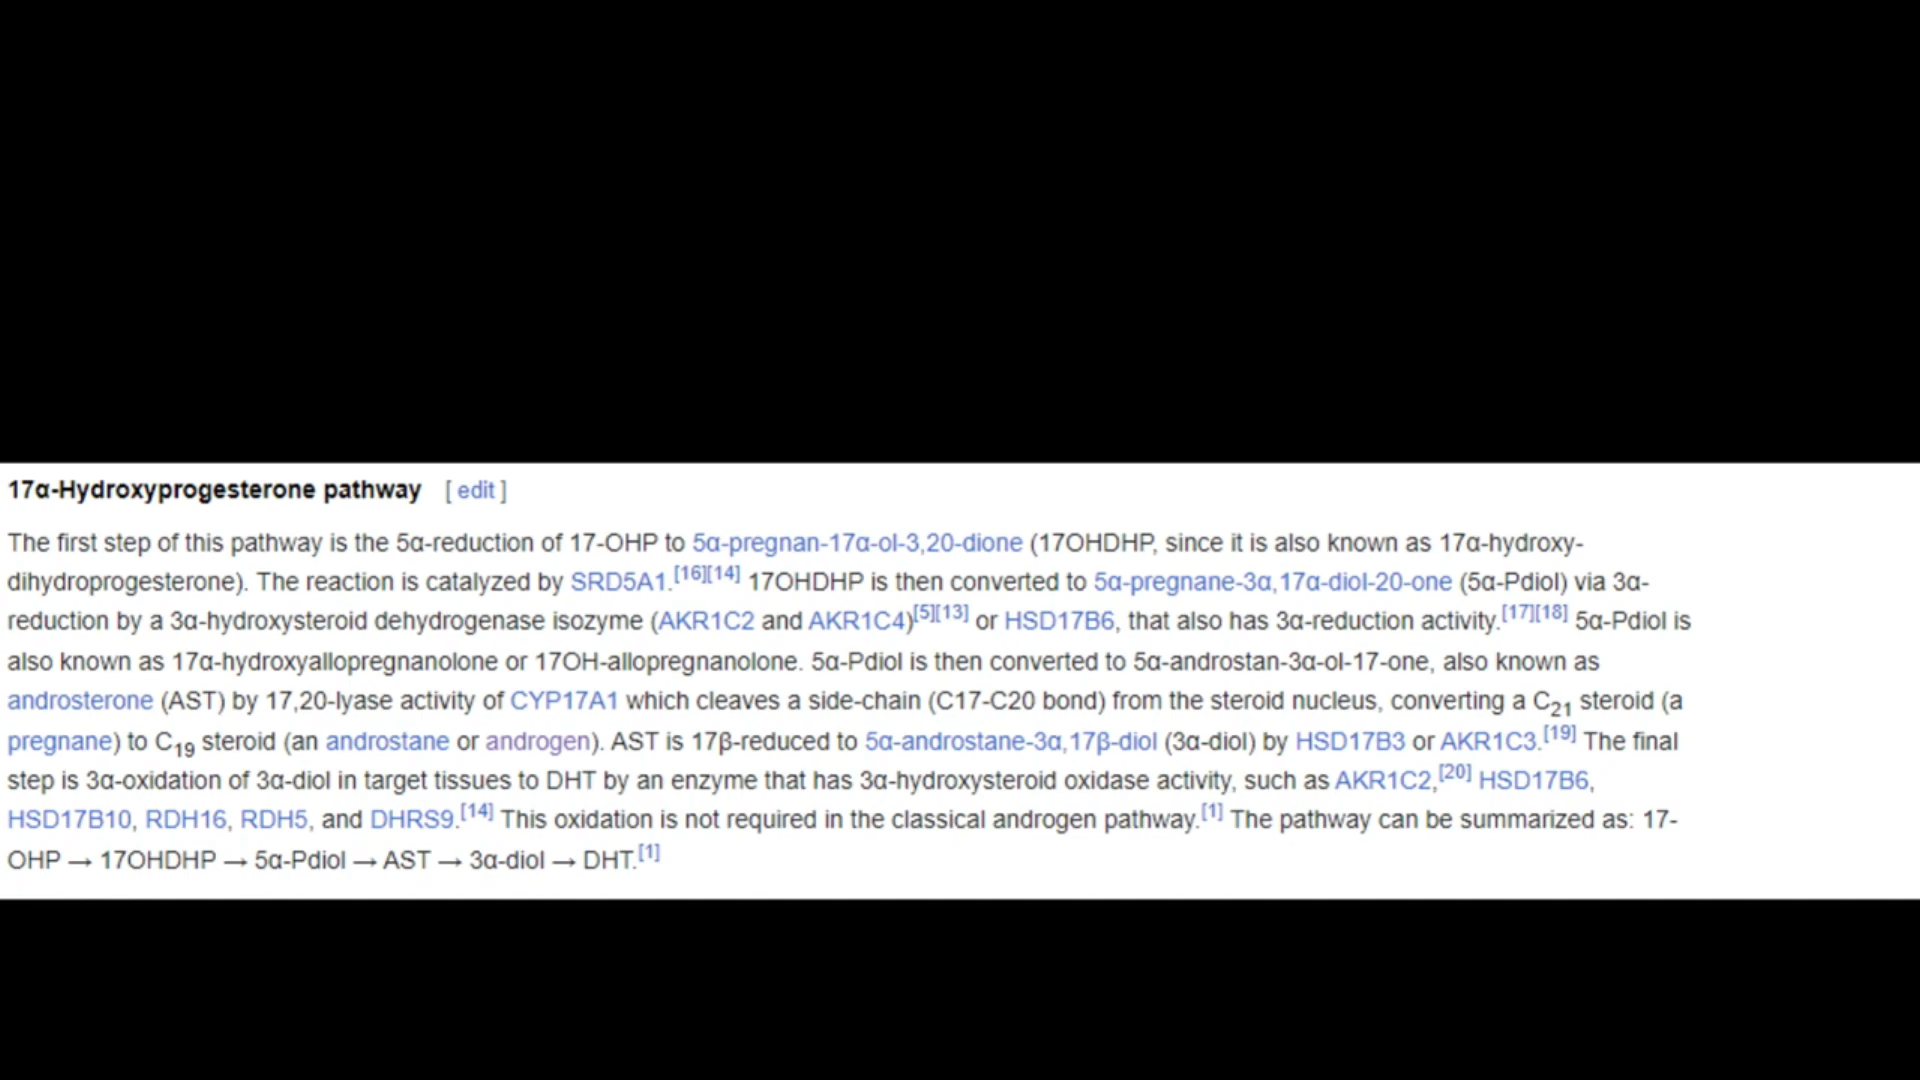 17α-Hydroxyprogesterone pathway [ edit ]
The first step of this pathway is the 5α-reduction of 17-OHP to 5α-pregnan-17α-ol-3,20-dione (17OHDHP, since it is also known as 17α-hydroxy-
dihydroprogesterone). The reaction is catalyzed by SRD5A1.[16][14] 17OHDHP is then converted to 5α-pregnane-3α,17α-diol-20-one (5α-Pdiol) via 3α-
reduction by a 3α-hydroxysteroid dehydrogenase isozyme (AKR1C2 and AKR1C4)[5][13] or HSD17B6, that also has 3α-reduction activity.[17][18] 5α-Pdiol is
also known as 17α-hydroxyallopregnanolone or 17OH-allopregnanolone. 5α-Pdiol is then converted to 5α-androstan-3α-ol-17-one, also known as
androsterone (AST) by 17,20-lyase activity of CYP17A1 which cleaves a side-chain (C17-C20 bond) from the steroid nucleus, converting a C21 steroid (a
pregnane) to C19 steroid (an androstane or androgen). AST is 17β-reduced to 5α-androstane-3α,17β-diol (3α-diol) by HSD17B3 or AKR1C3.[19] The final
step is 3α-oxidation of 3α-diol in target tissues to DHT by an enzyme that has 3α-hydroxysteroid oxidase activity, such as AKR1C2,[20] HSD17B6,
HSD17B10, RDH16, RDH5, and DHRS9.[14] This oxidation is not required in the classical androgen pathway.[1] The pathway can be summarized as: 17-
OHP → 17OHDHP → 5α-Pdiol → AST → 3α-diol → DHT.[1]